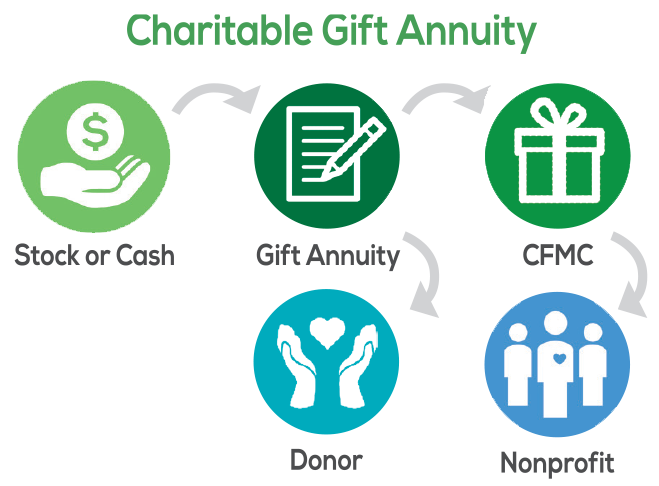 Charitable Gift Annuity
$
Stock or Cash
Gift Annuity
CFMC
Donor
Nonprofit